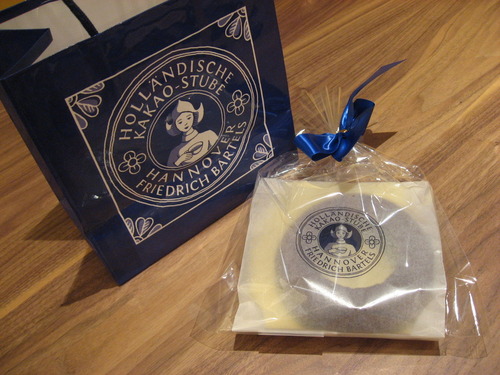 HOLLÄNDISCHE
KAKAO-STUBE
HANNOVER
FRIEDRICH BARTELS
HOLLÄNDISCHE
KAKAO-STUBE
HANNOVER
FRIEDRICH BARTELS